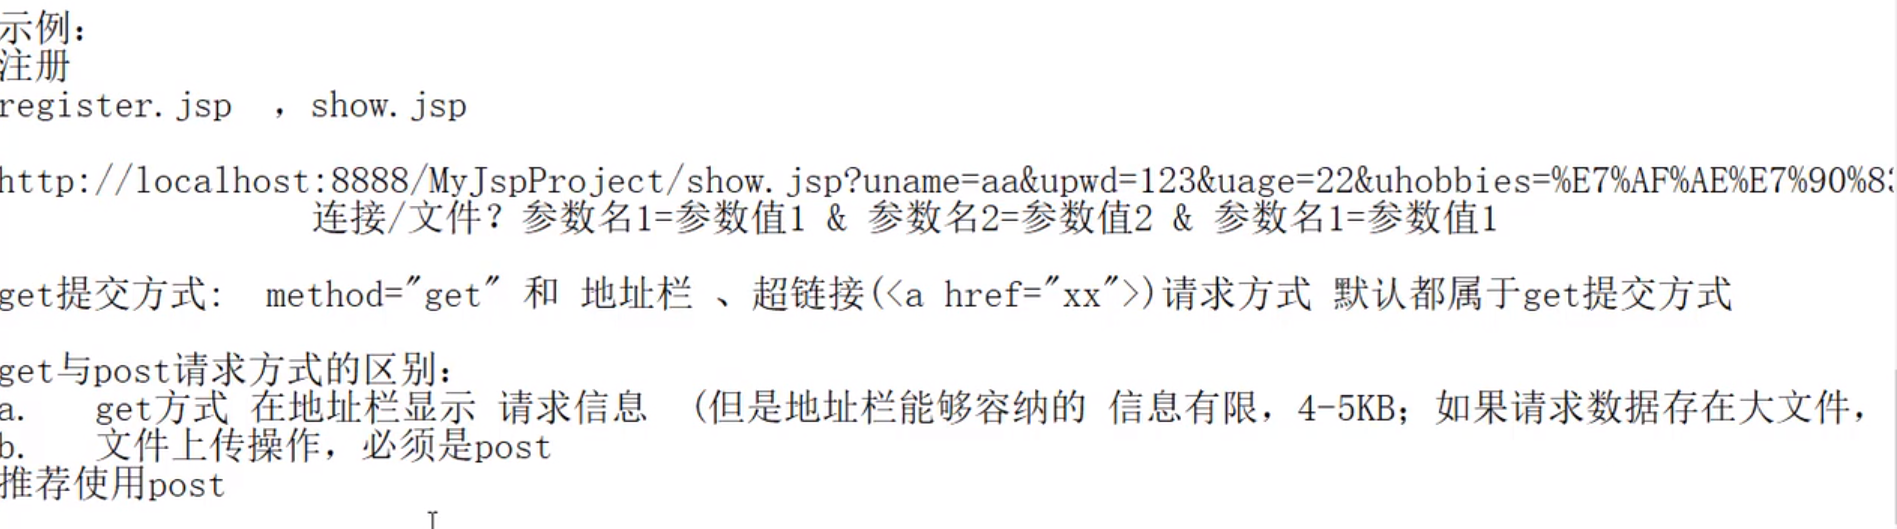 示例：
注册
register.jsp  ，show.jsp
http://localhost:8888/MyJspProject/show.jsp?uname=aa&upwd=123&uage=22&uhobbies=%E7%AF%AE%E7%90%83
连接/文件？参数名1=参数值1 & 参数名2=参数值2 & 参数名1=参数值1
get提交方式:  method="get" 和 地址栏 、超链接(<a href="xx">)请求方式 默认都属于get提交方式
get与post请求方式的区别：
a.   get方式 在地址栏显示 请求信息  (但是地址栏能够容纳的 信息有限，4-5KB；如果请求数据存在大文件，
b.   文件上传操作，必须是post
推荐使用post